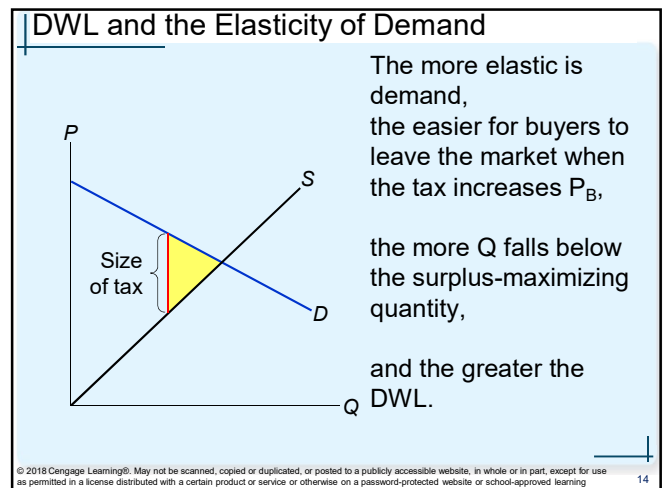 DWL and the Elasticity of Demand
The more elastic is
demand,
the easier for buyers to
leave the market when
the tax increases P_B,
the more Q falls below
the surplus-maximizing
quantity,
and the greater the
DWL.
P
S
Size
of tax
D
Q
© 2018 Cengage Learning®. May not be scanned, copied or duplicated, or posted to a publicly accessible website, in whole or in part, except for use
as permitted in a license distributed with a certain product or service or otherwise on a password-protected website or school-approved learning
14